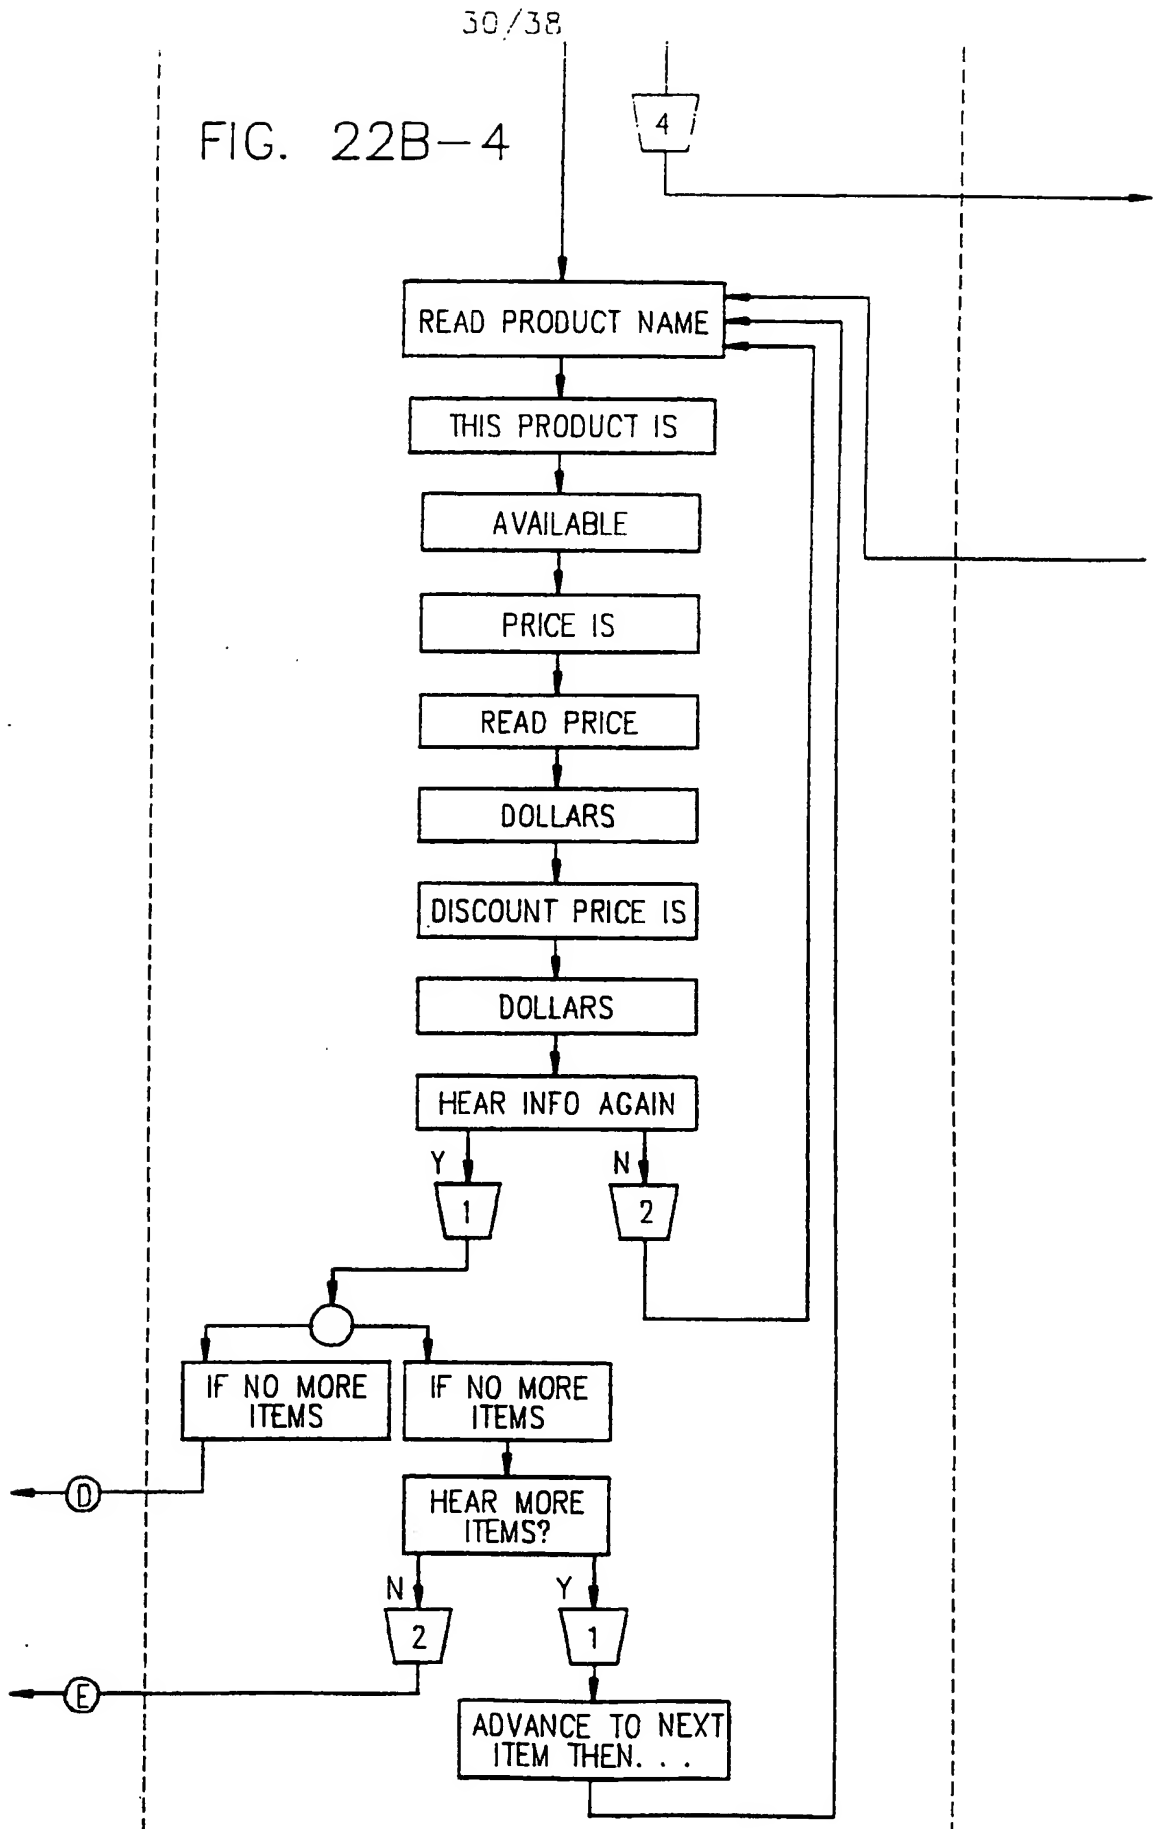 30/38
4
FIG. 22B-4
READ PRODUCT NAME
THIS PRODUCT IS
AVAILABLE
PRICE IS
READ PRICE
DOLLARS
DISCOUNT PRICE IS
DOLLARS
HEAR INFO AGAIN
Y N
1 2
IF NO MORE
ITEMS
IF NO MORE
ITEMS
D
HEAR MORE
ITEMS?
N Y
2 1
E
ADVANCE TO NEXT
ITEM THEN. . .